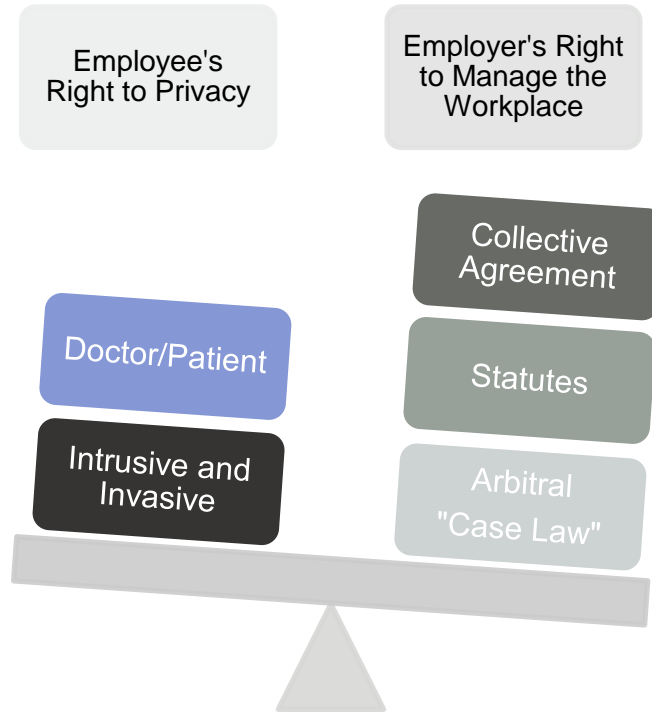 Employee's
Right to Privacy
Employer's Right
to Manage the
Workplace
Collective
Agreement
Doctor/Patient
Statutes
Intrusive and
Invasive
Arbitral
"Case Law"